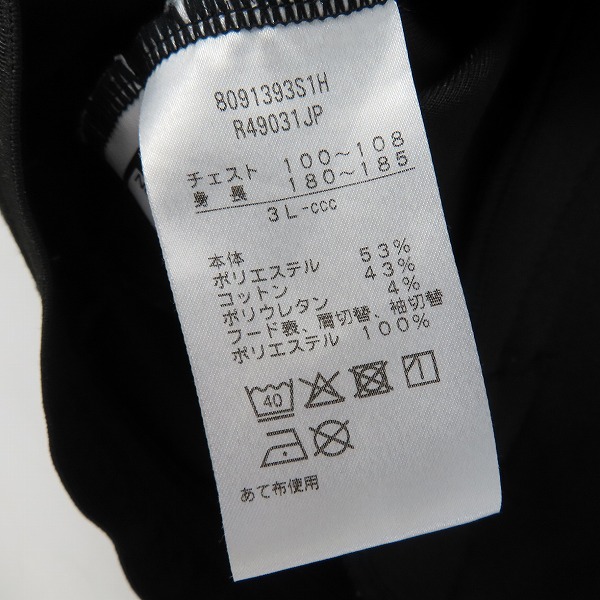 8091393S1H
R49031JP
チェスト 100～108
身 長 180～185
3L-ccc
本体
ポリエステル 53%
コットン 43%
ポリウレタン 4%
フード裏、肩切替、袖切替
ポリエステル 100%
40
あて布使用